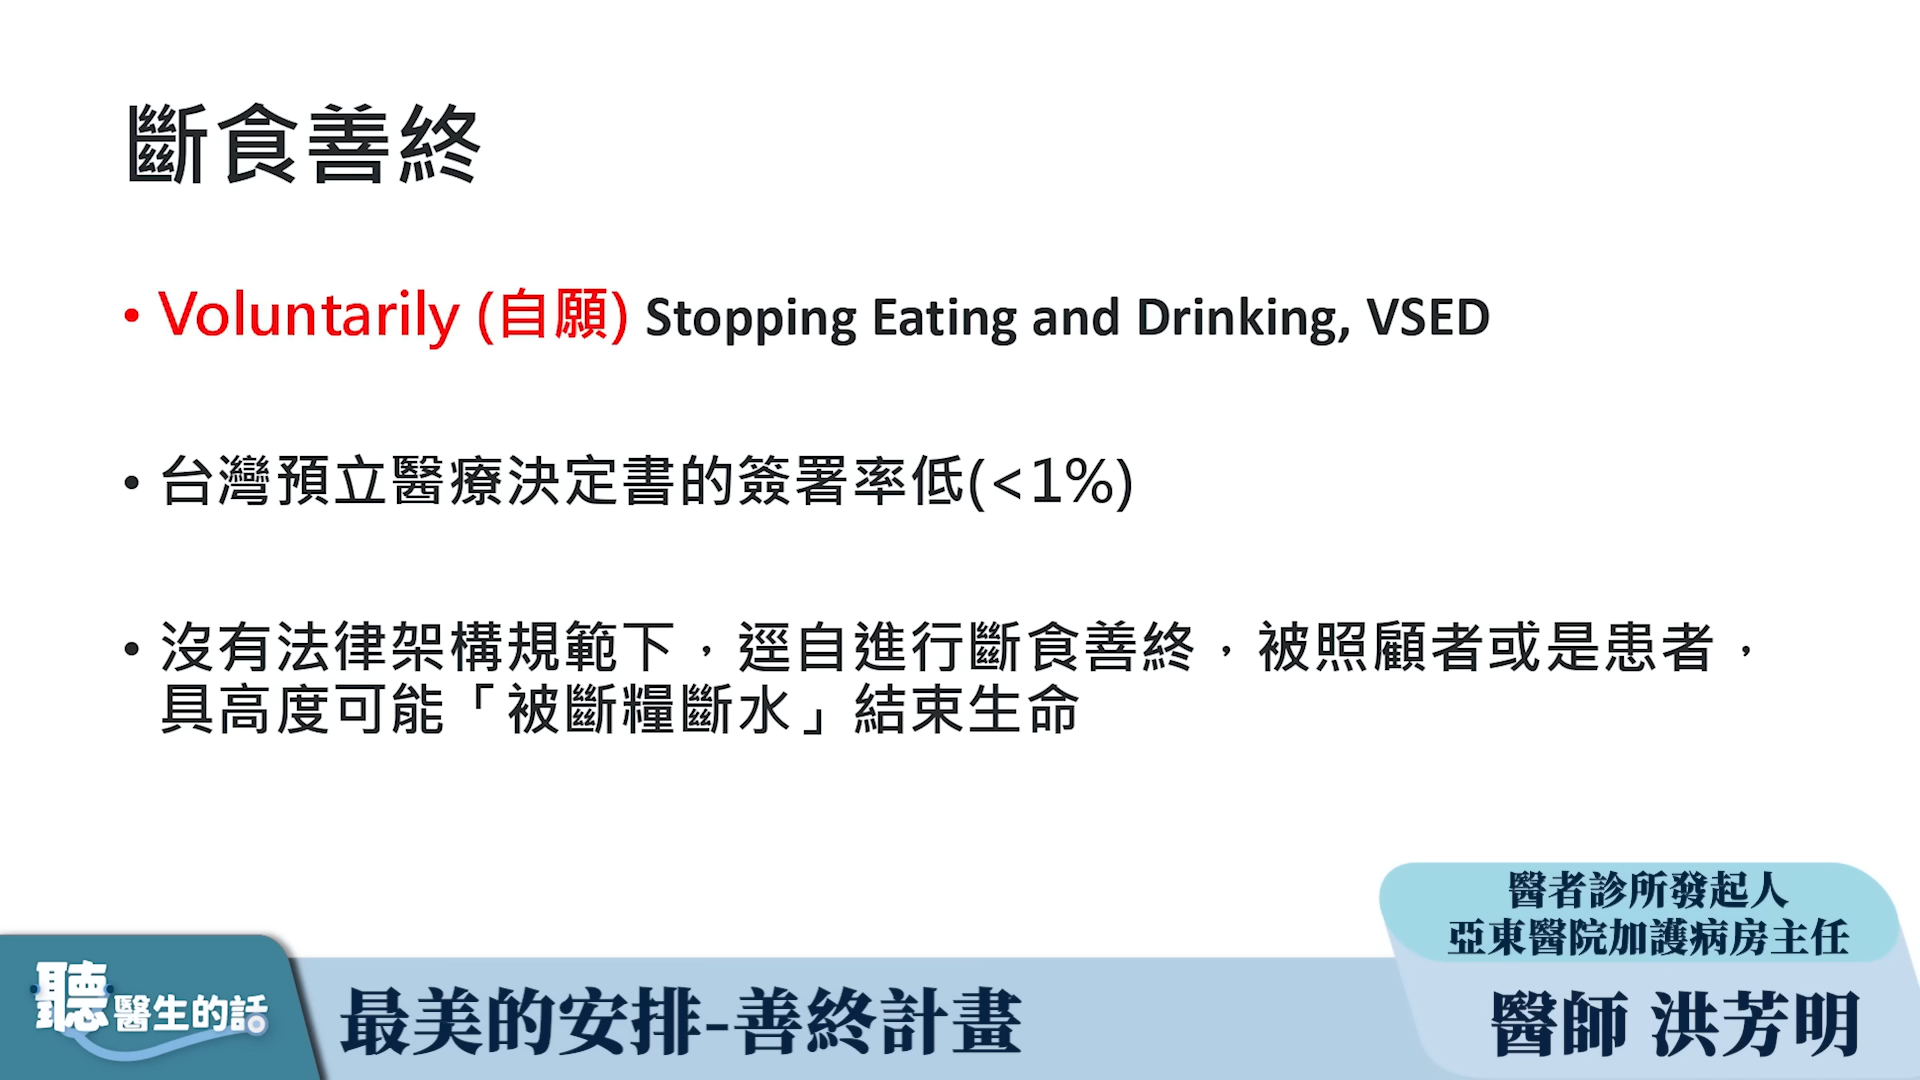 斷食善終
• Voluntarily (自願) Stopping Eating and Drinking, VSED
• 台灣預立醫療決定書的簽署率低(<1%)
• 沒有法律架構規範下，逕自進行斷食善終，被照顧者或是患者，
具高度可能「被斷糧斷水」結束生命
醫者診所發起人
亞東醫院加護病房主任
聽醫生的話
最美的安排-善終計畫
醫師 洪芳明